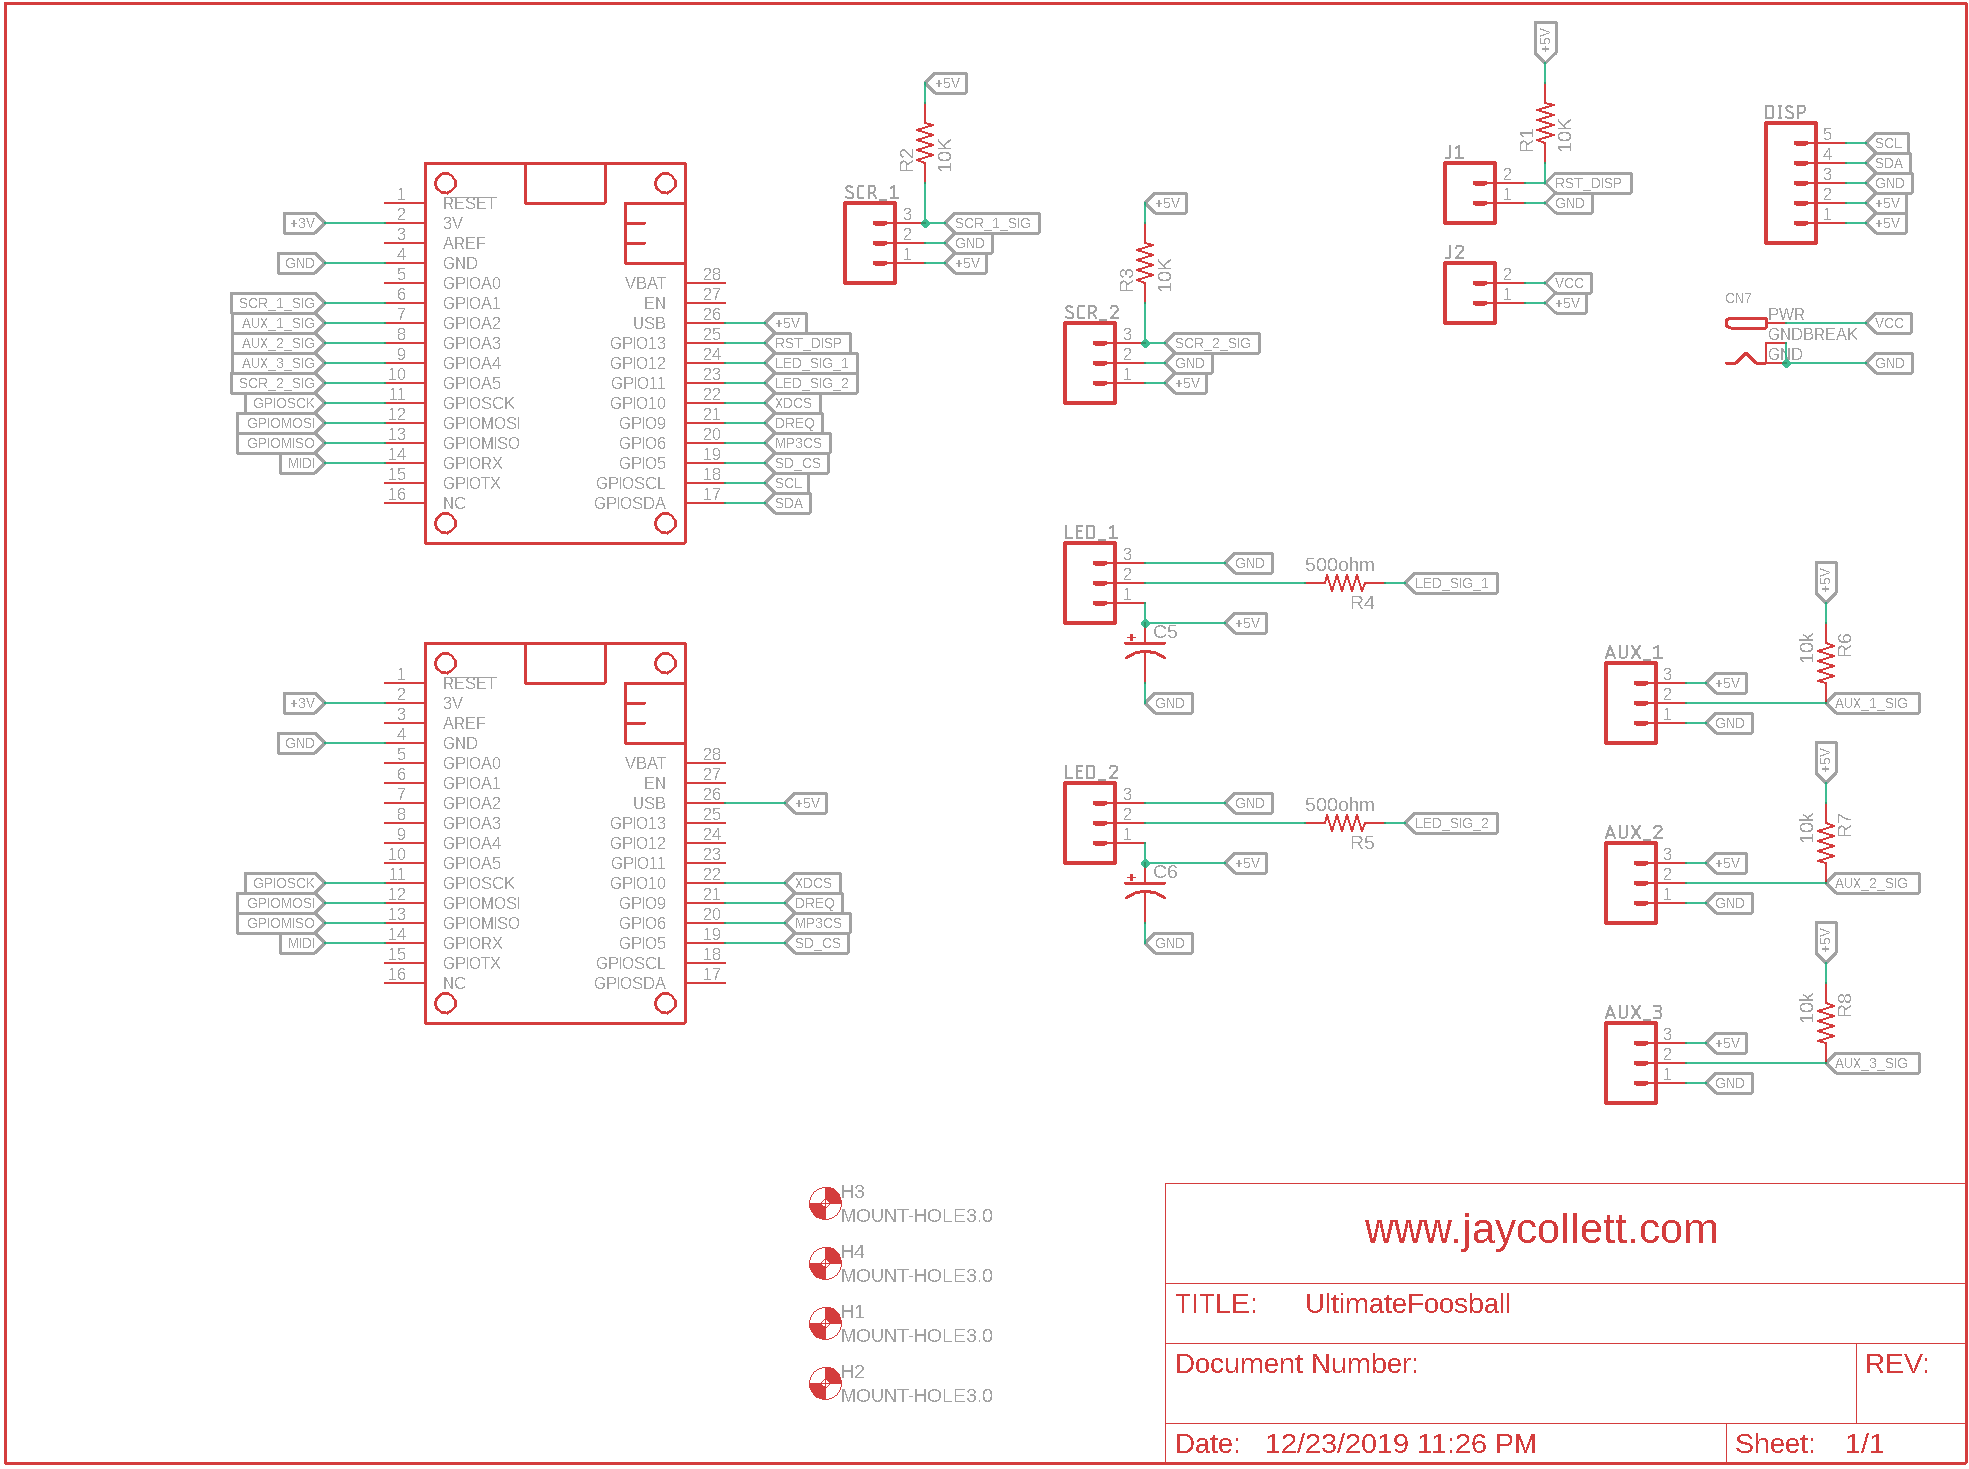 +5V
R2
10K
SCR_1
3
2
1
SCR_1_SIG
GND
+5V
+5V
R3
10K
SCR_2
3
2
1
SCR_2_SIG
GND
+5V
+5V
R1
10K
J1
2
1
RST_DISP
GND
J2
2
1
VCC
+5V
DISP
5
4
3
2
1
SCL
SDA
GND
+5V
+5V
CN7
PWR
GNDBREAK
GND
VCC
GND
1 RESET
+3V 2 3V
3 AREF
GND 4 GND
5 GPIOA0 VBAT 28
SCR_1_SIG 6 GPIOA1 EN 27
AUX_1_SIG 7 GPIOA2 USB 26 +5V
AUX_2_SIG 8 GPIOA3 GPIO13 25 RST_DISP
AUX_3_SIG 9 GPIOA4 GPIO12 24 LED_SIG_1
SCR_2_SIG 10 GPIOA5 GPIO11 23 LED_SIG_2
GPIOSCK 11 GPIOSCK GPIO10 22 XDCS
GPIOMOSI 12 GPIOMOSI GPIO9 21 DREQ
GPIOMISO 13 GPIOMISO GPIO6 20 MP3CS
MIDI 14 GPIORX GPIO5 19 SD_CS
15 GPIOTX GPIOSCL 18 SCL
16 NC GPIOSDA 17 SDA
1 RESET
+3V 2 3V
3 AREF
GND 4 GND
5 GPIOA0 VBAT 28
6 GPIOA1 EN 27
7 GPIOA2 USB 26 +5V
8 GPIOA3 GPIO13 25
9 GPIOA4 GPIO12 24
10 GPIOA5 GPIO11 23
GPIOSCK 11 GPIOSCK GPIO10 22 XDCS
GPIOMOSI 12 GPIOMOSI GPIO9 21 DREQ
GPIOMISO 13 GPIOMISO GPIO6 20 MP3CS
MIDI 14 GPIORX GPIO5 19 SD_CS
15 GPIOTX GPIOSCL 18
16 NC GPIOSDA 17
LED_1
3
2
1
GND
500ohm
R4
LED_SIG_1
+5V
C5
GND
LED_2
3
2
1
GND
500ohm
R5
LED_SIG_2
+5V
C6
GND
+5V
10k
R6
AUX_1
3
2
1
+5V
AUX_1_SIG
GND
+5V
10k
R7
AUX_2
3
2
1
+5V
AUX_2_SIG
GND
+5V
10k
R8
AUX_3
3
2
1
+5V
AUX_3_SIG
GND
H3
MOUNT-HOLE3.0
H4
MOUNT-HOLE3.0
H1
MOUNT-HOLE3.0
H2
MOUNT-HOLE3.0
www.jaycollett.com
TITLE: UltimateFoosball
Document Number:
REV:
Date: 12/23/2019 11:26 PM
Sheet: 1/1